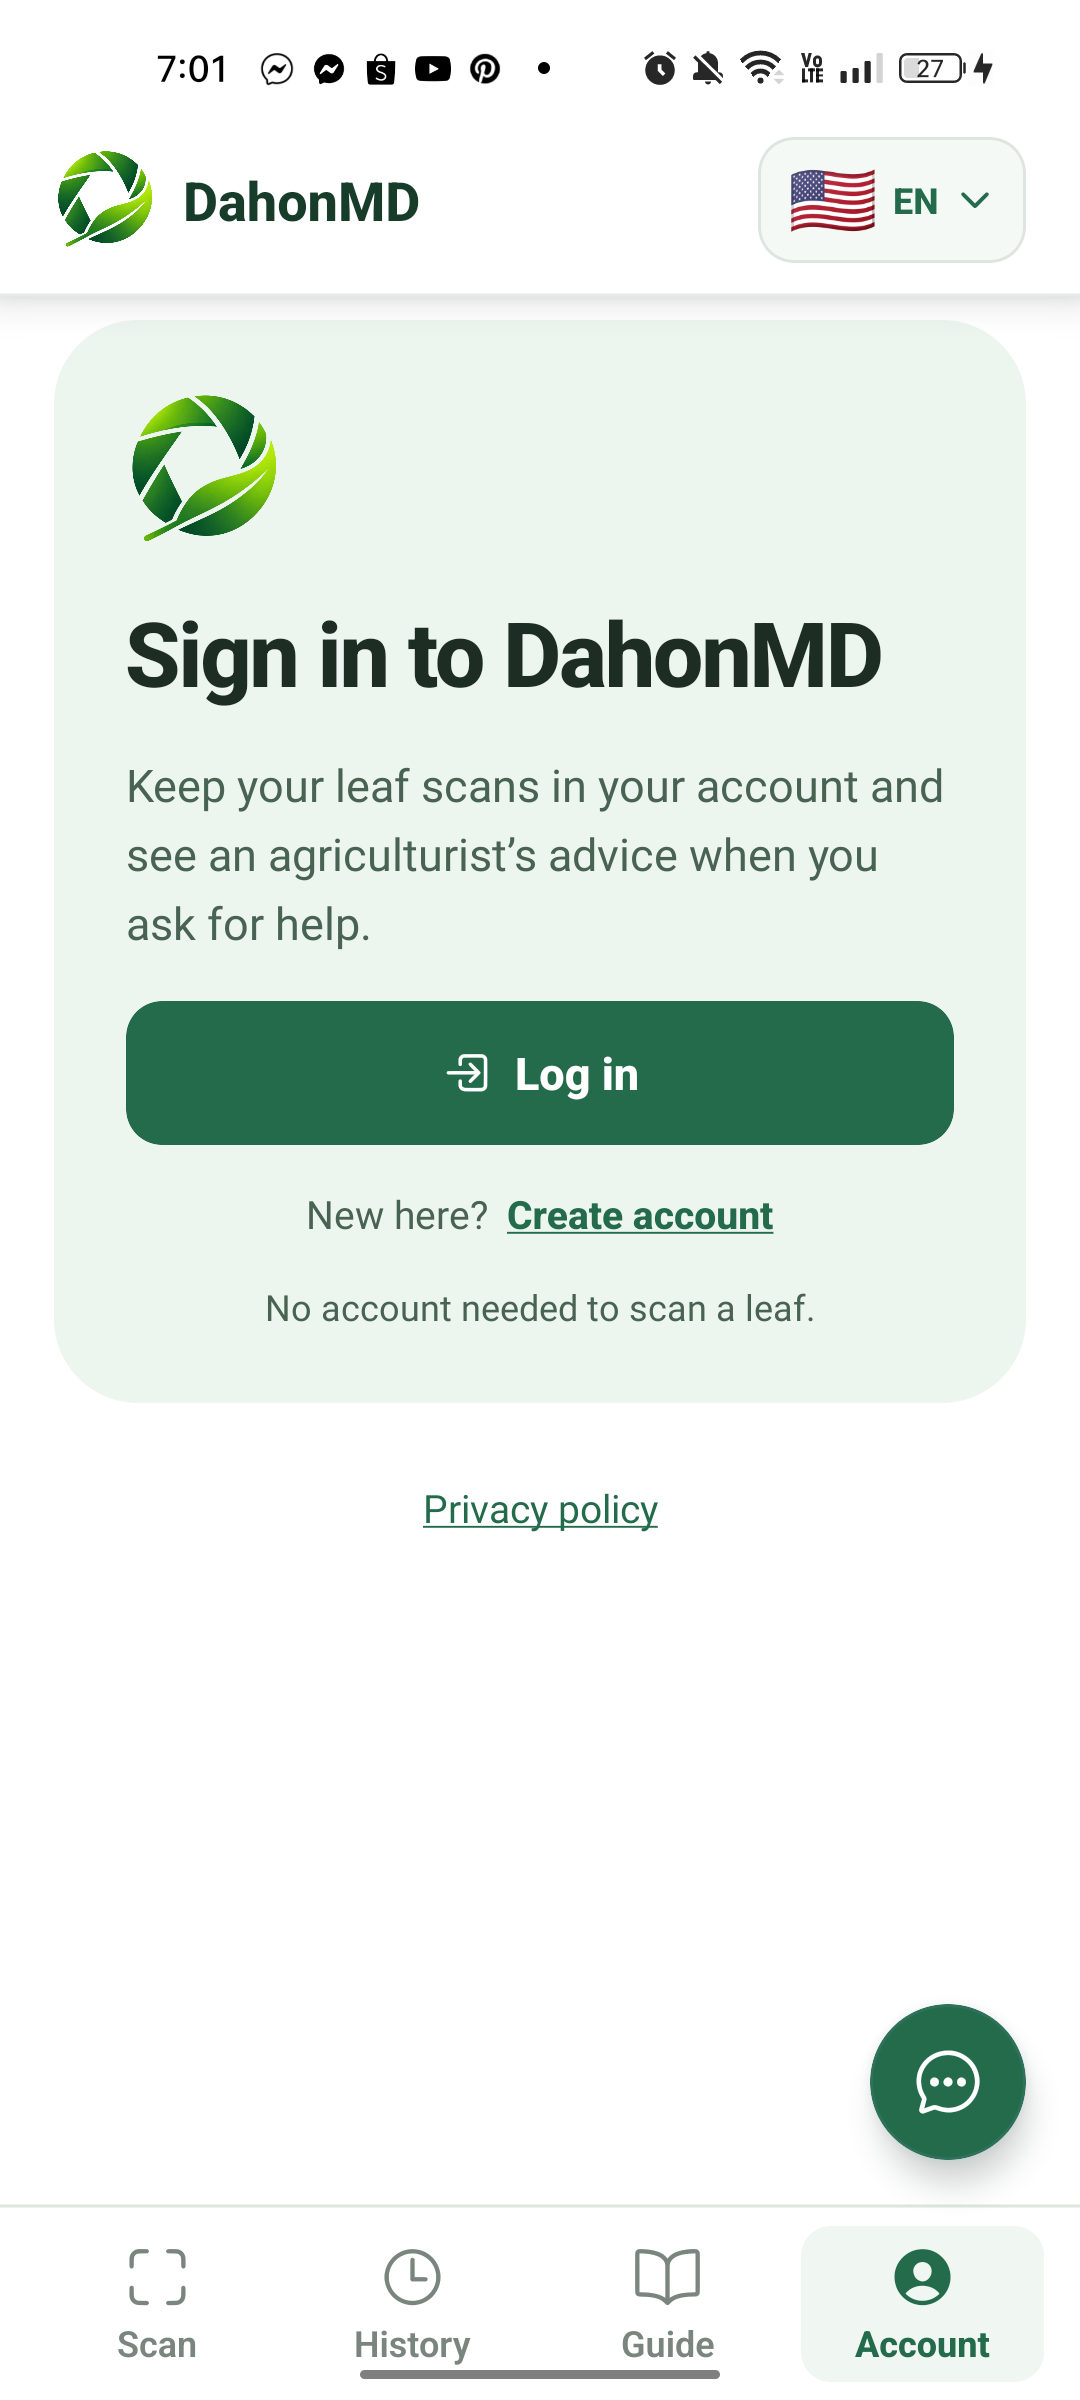 7:01
Vo
LTE
27
DahonMD
EN
Sign in to DahonMD
Keep your leaf scans in your account and
see an agriculturist’s advice when you
ask for help.
Log in
New here? Create account
No account needed to scan a leaf.
Privacy policy
Scan
History
Guide
Account